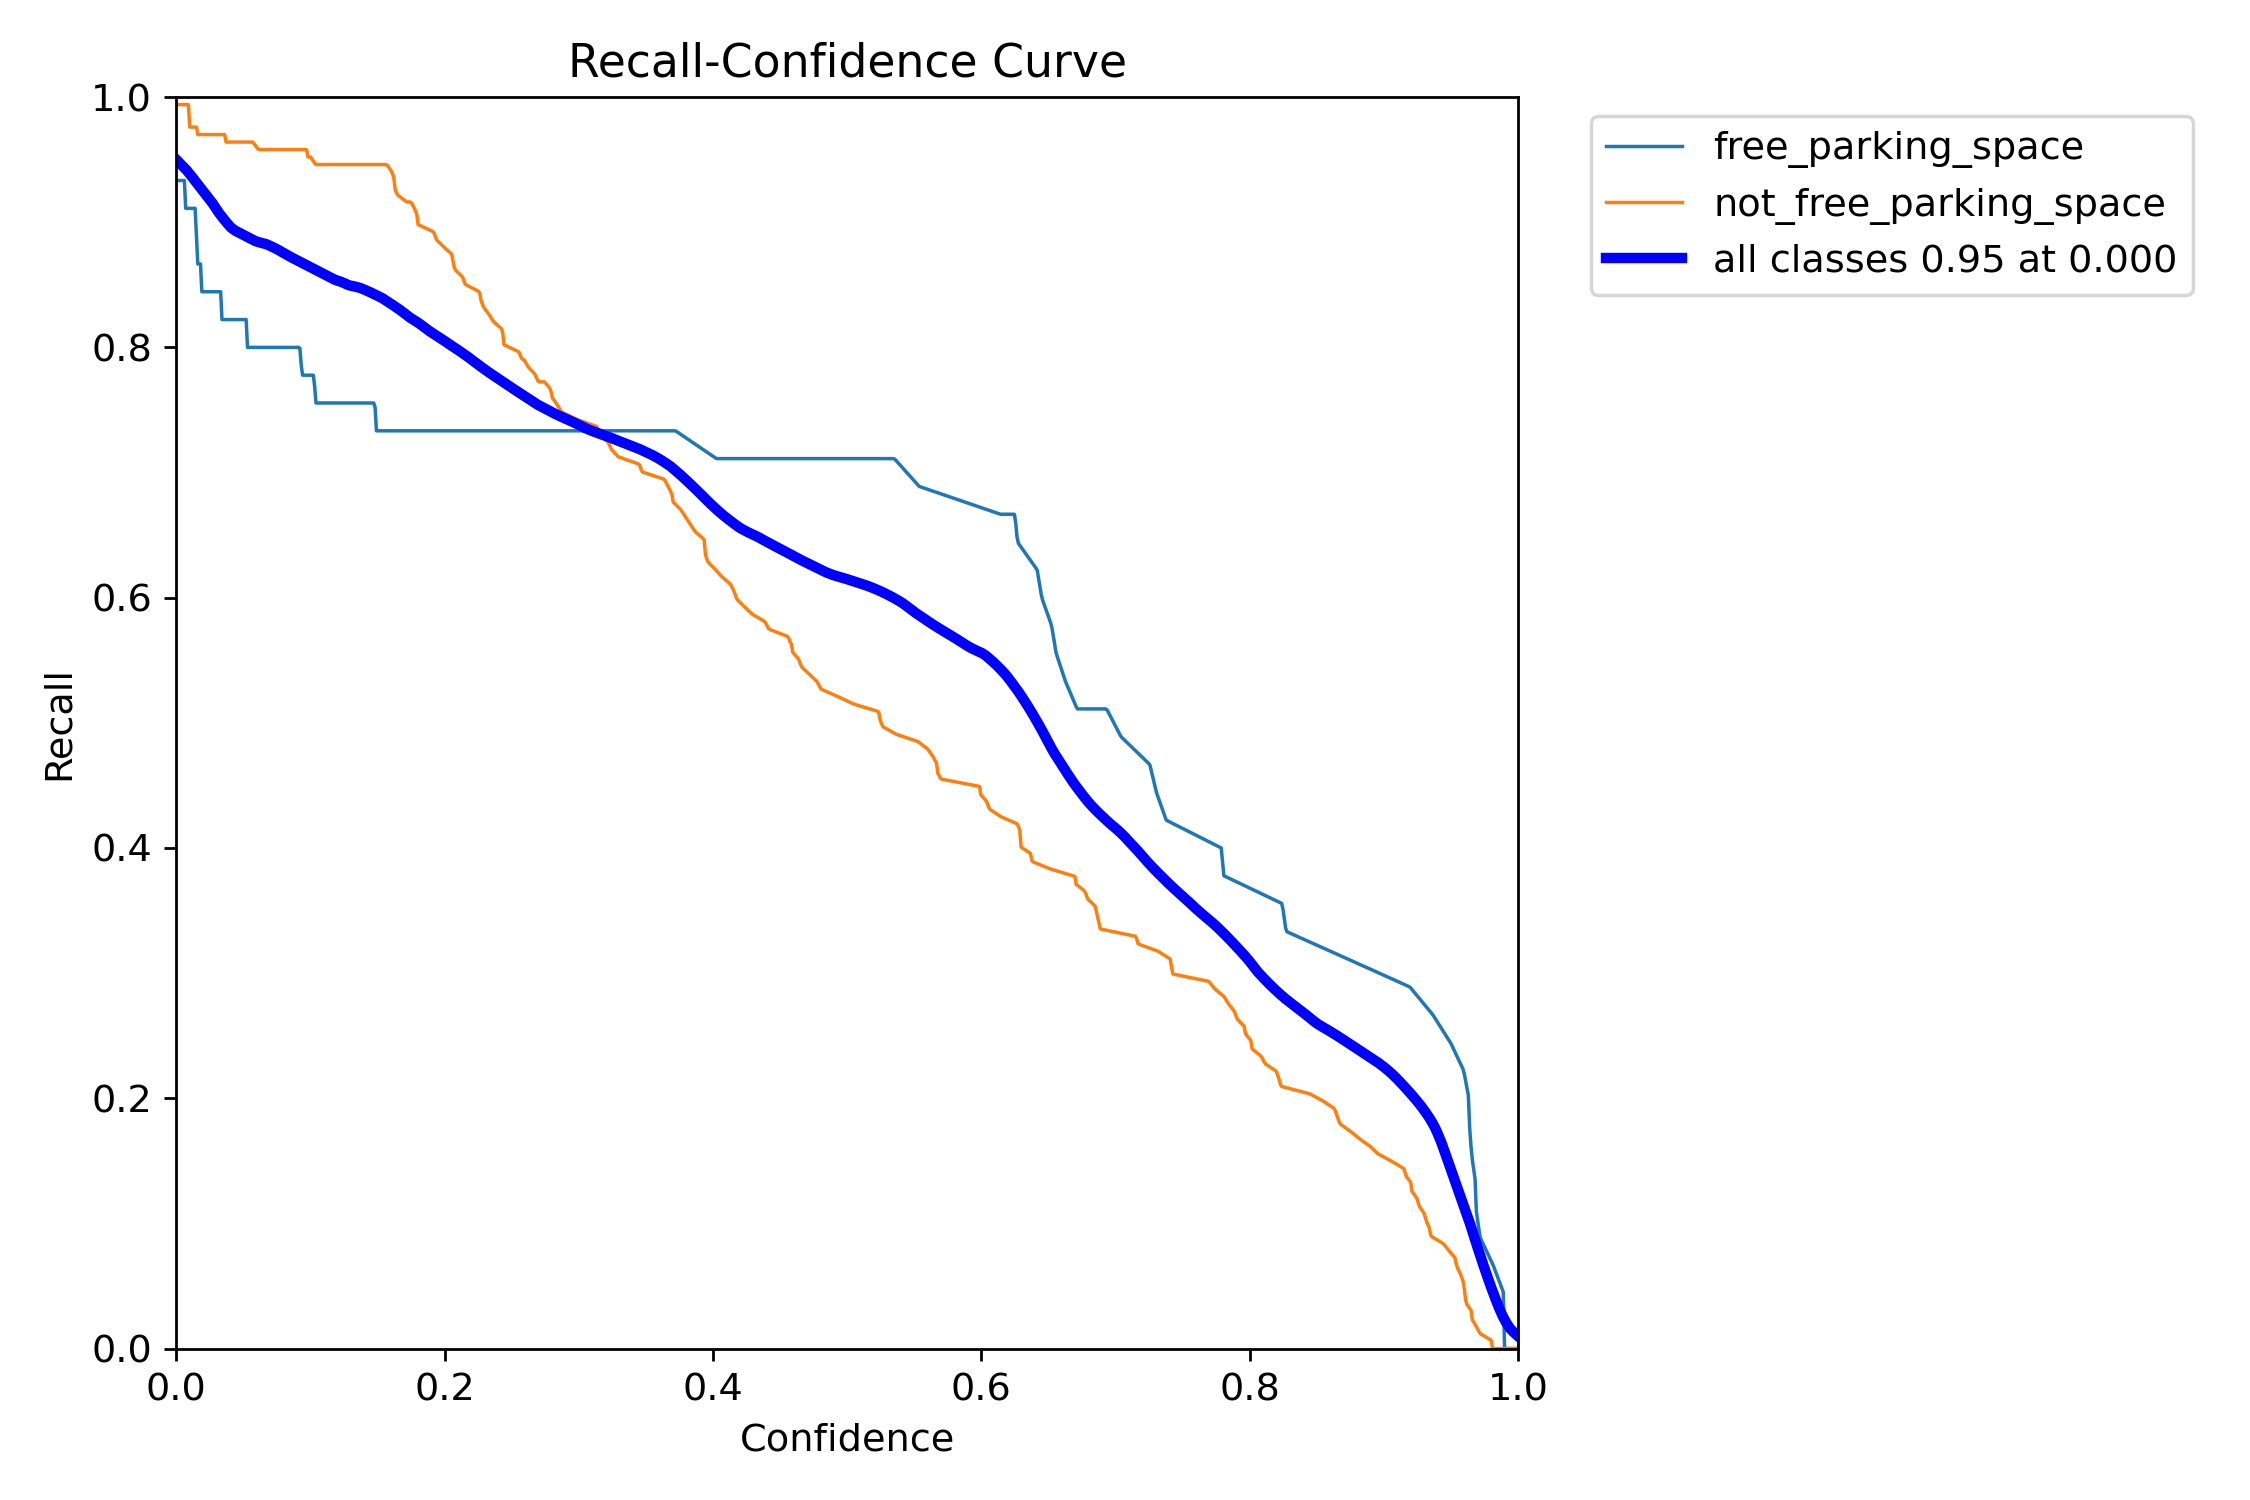 Recall-Confidence Curve
1.0
0.8
0.6
0.4
0.2
0.0
Recall
0.0 0.2 0.4 0.6 0.8 1.0
Confidence
free_parking_space
not_free_parking_space
all classes 0.95 at 0.000